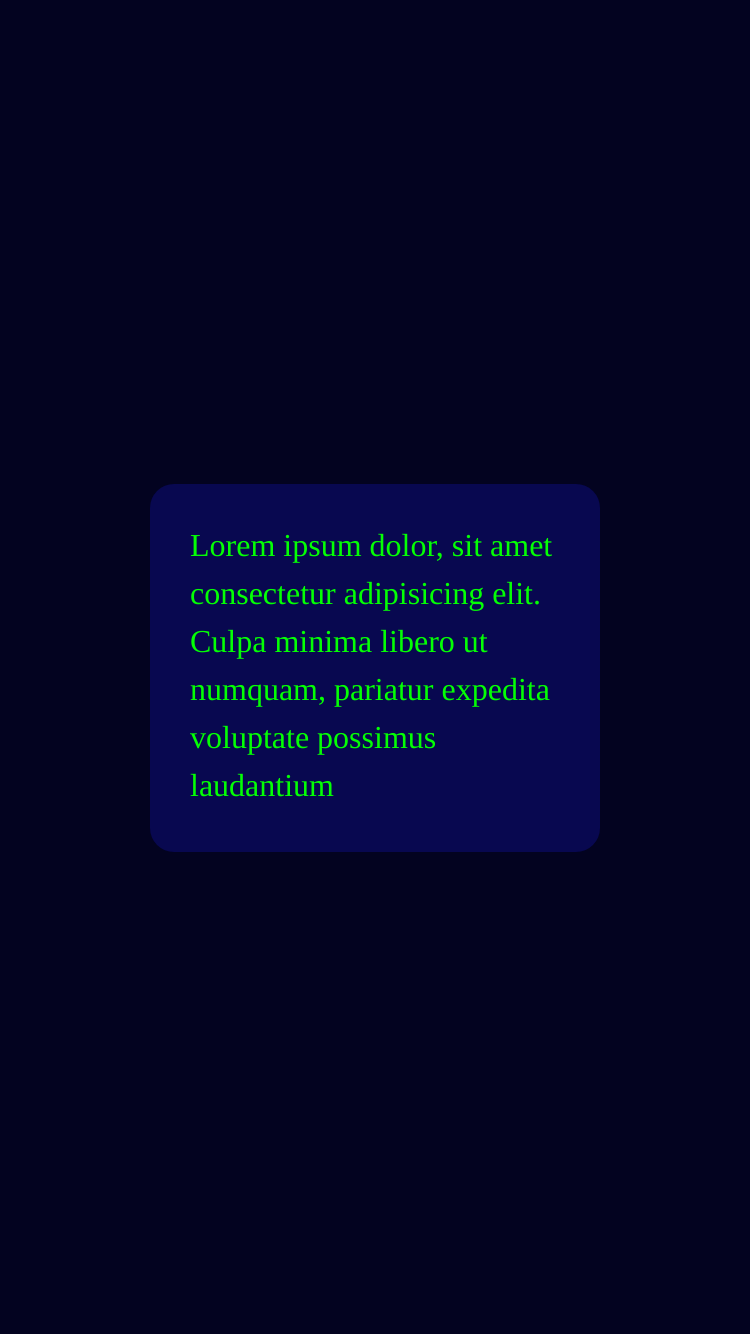 Lorem ipsum dolor, sit amet
consectetur adipisicing elit.
Culpa minima libero ut
numquam, pariatur expedita
voluptate possimus
laudantium